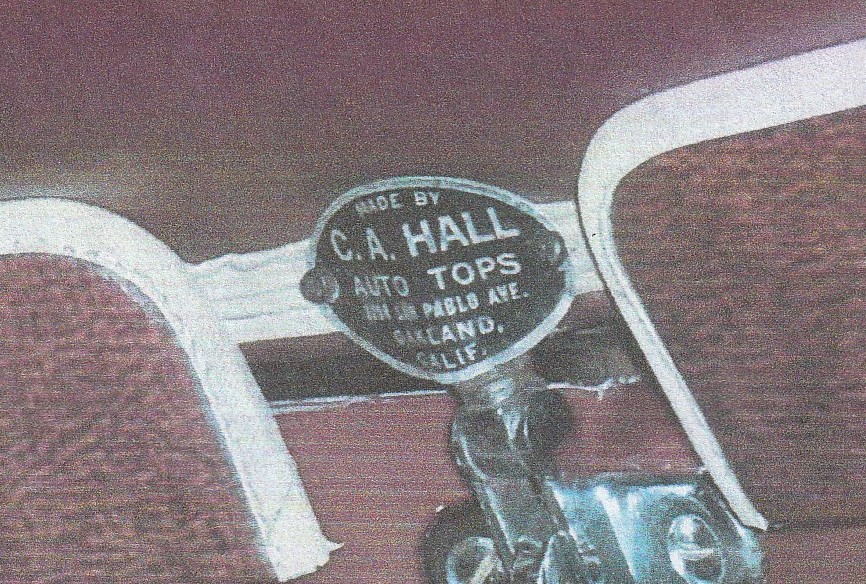 MADE BY
C. A. HALL
AUTO TOPS
PABLO AVE.
OAKLAND,
CALIF.